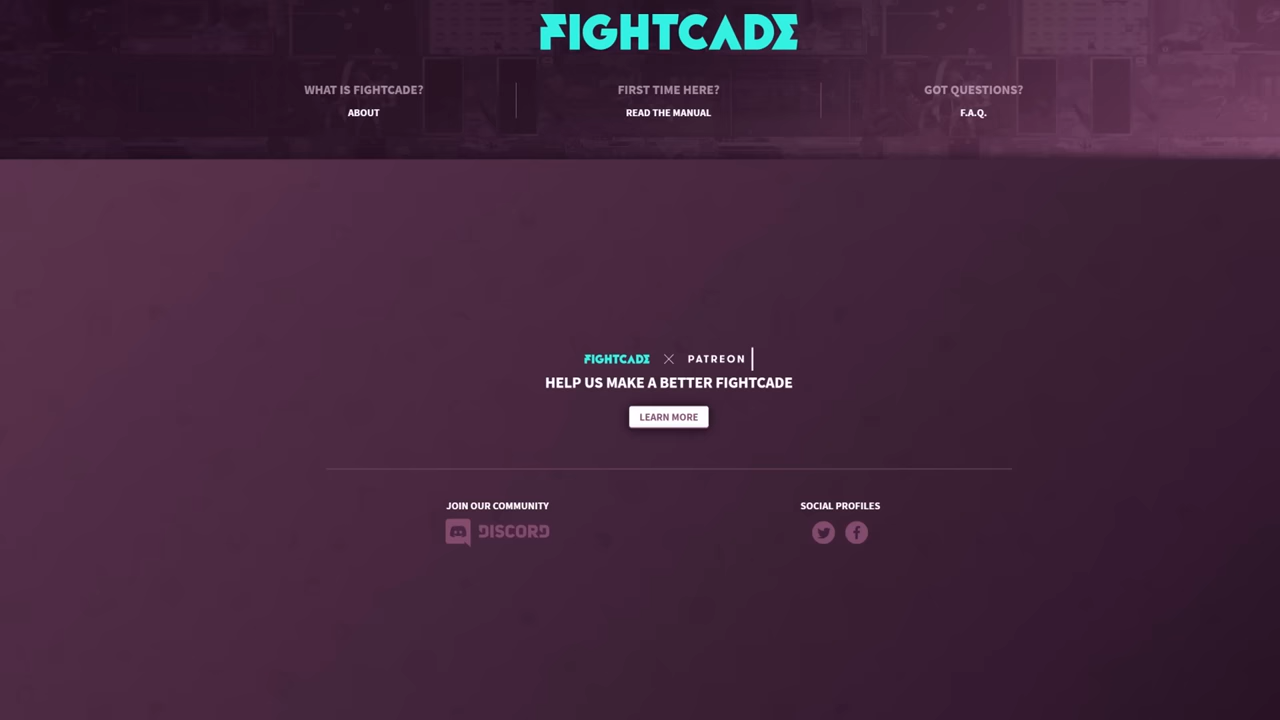 FIGHTCADE
WHAT IS FIGHTCADE?
ABOUT
FIRST TIME HERE?
READ THE MANUAL
GOT QUESTIONS?
F.A.Q.
FIGHTCADE × PATREON
HELP US MAKE A BETTER FIGHTCADE
LEARN MORE
JOIN OUR COMMUNITY
DISCORD
SOCIAL PROFILES